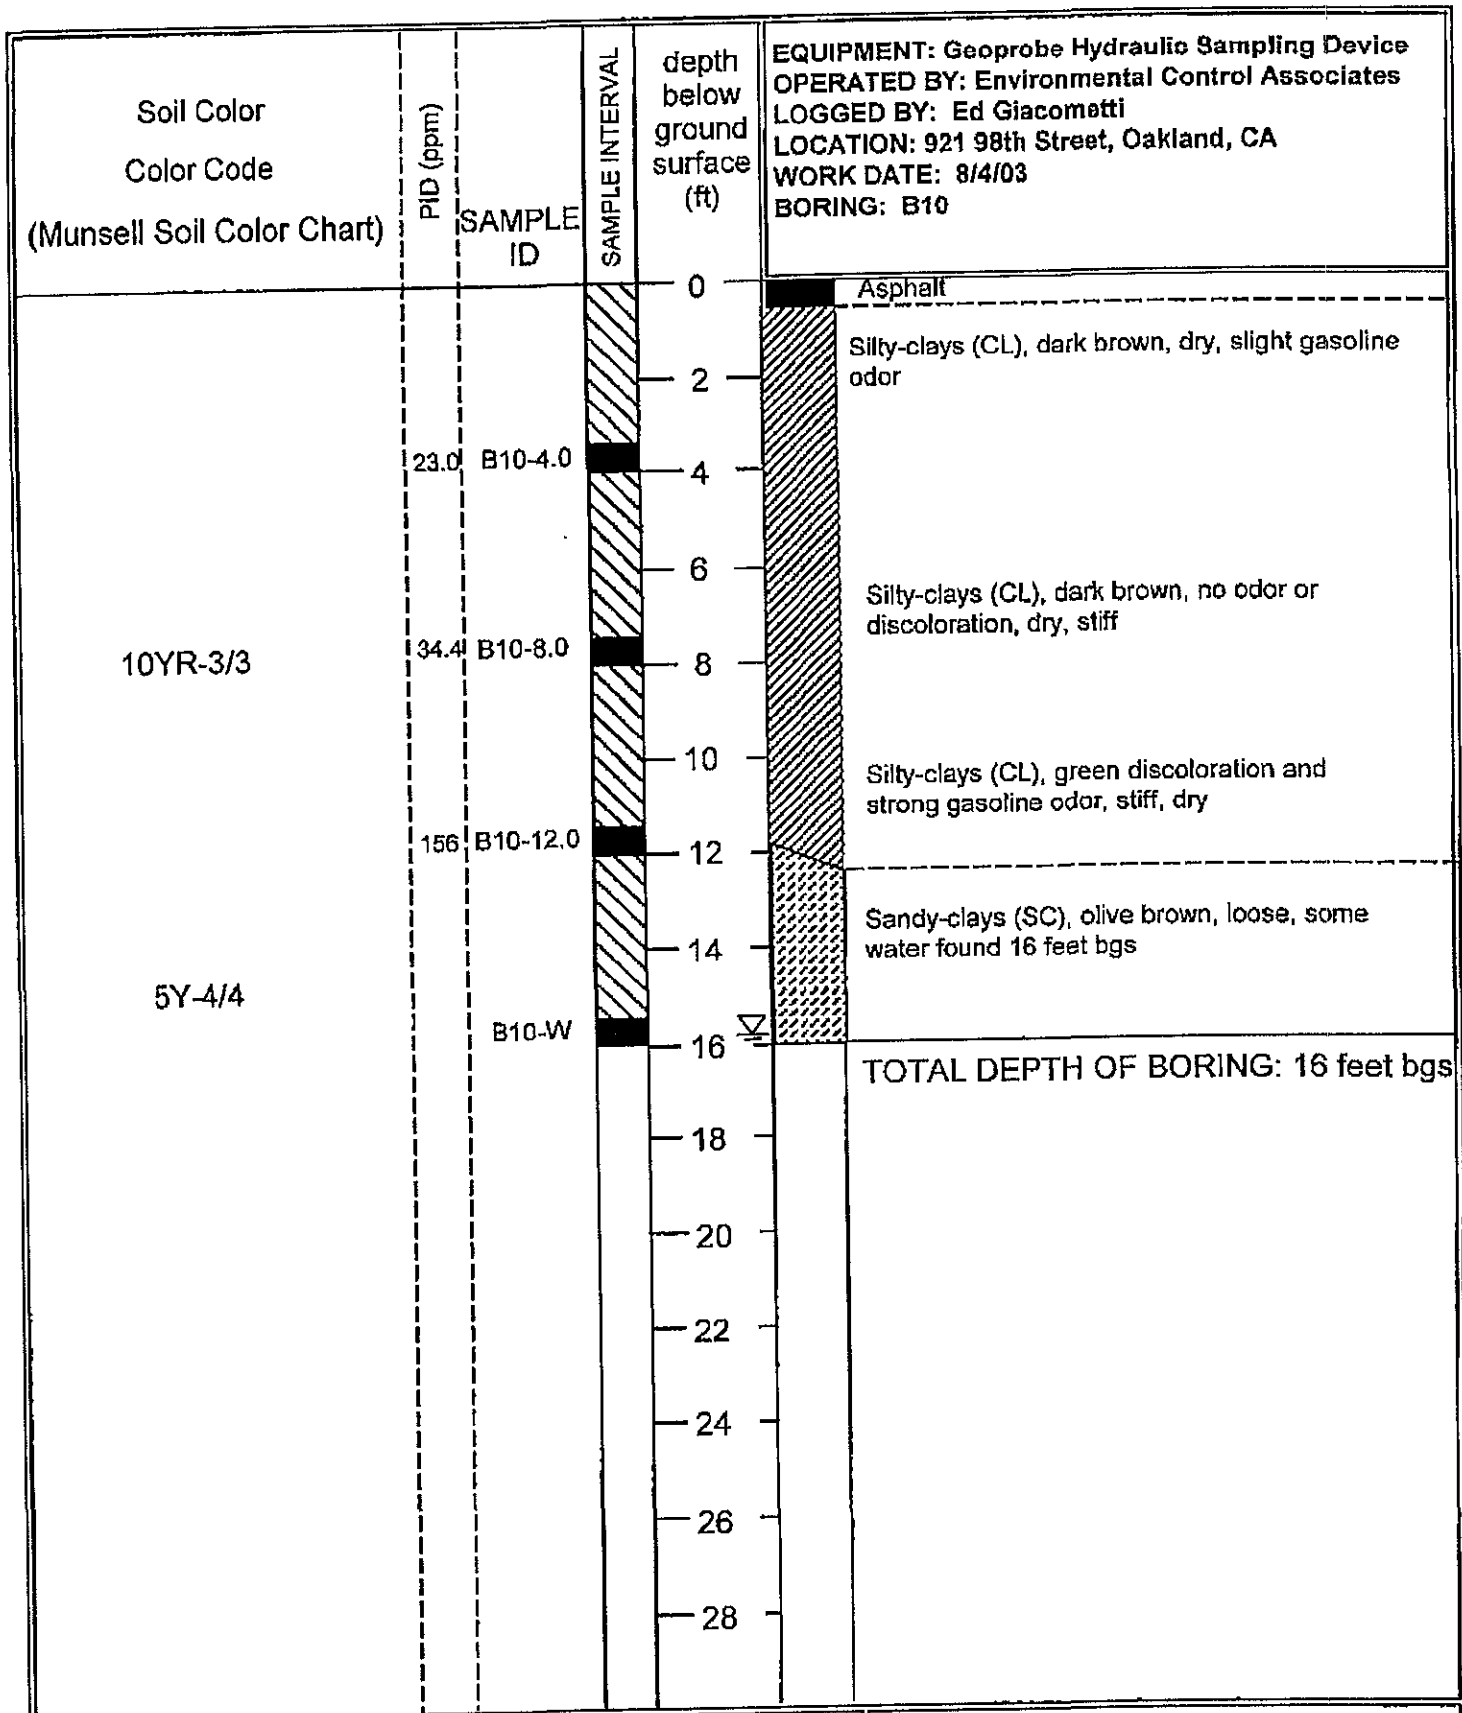 Soil Color
Color Code
(Munsell Soil Color Chart)
PID (ppm)
SAMPLE
ID
SAMPLE INTERVAL
depth
below
ground
surface
(ft)
EQUIPMENT: Geoprobe Hydraulic Sampling Device
OPERATED BY: Environmental Control Associates
LOGGED BY: Ed Giacometti
LOCATION: 921 98th Street, Oakland, CA
WORK DATE: 8/4/03
BORING: B10
0
Asphalt
Silty-clays (CL), dark brown, dry, slight gasoline
odor
2
23.0 B10-4.0
4
6
Silty-clays (CL), dark brown, no odor or
discoloration, dry, stiff
10YR-3/3
34.4 B10-8.0
8
10
Silty-clays (CL), green discoloration and
strong gasoline odor, stiff, dry
156 B10-12.0
12
Sandy-clays (SC), olive brown, loose, some
water found 16 feet bgs
14
5Y-4/4
B10-W
16
TOTAL DEPTH OF BORING: 16 feet bgs
18
20
22
24
26
28